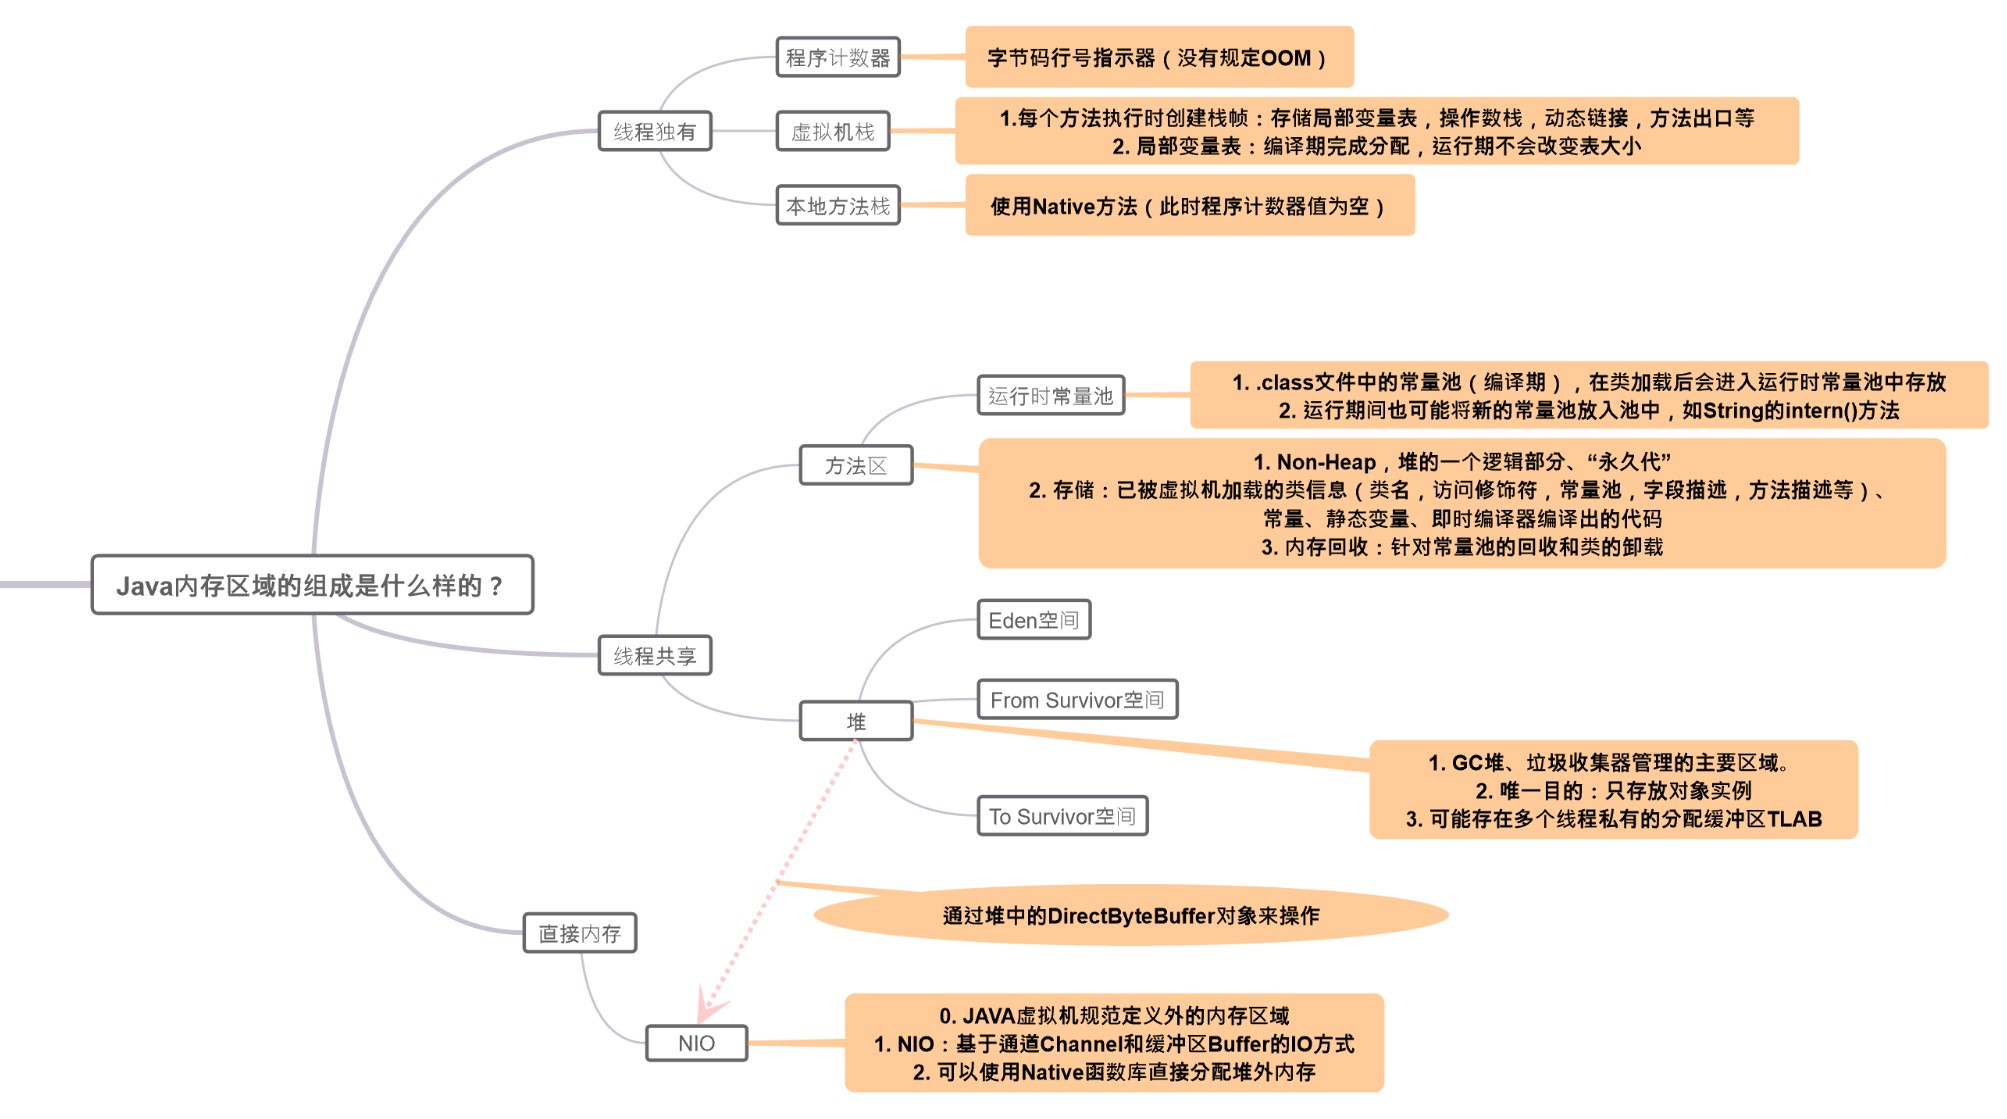 Java内存区域的组成是什么样的？
线程独有
程序计数器
字节码行号指示器（没有规定OOM）
虚拟机栈
1.每个方法执行时创建栈帧：存储局部变量表，操作数栈，动态链接，方法出口等
2. 局部变量表：编译期完成分配，运行期不会改变表大小
本地方法栈
使用Native方法（此时程序计数器值为空）
线程共享
方法区
运行时常量池
1. .class文件中的常量池（编译期），在类加载后会进入运行时常量池中存放
2. 运行期间也可能将新的常量池放入池中，如String的intern()方法
1. Non-Heap，堆的一个逻辑部分、“永久代”
2. 存储：已被虚拟机加载的类信息（类名，访问修饰符，常量池，字段描述，方法描述等）、
常量、静态变量、即时编译器编译出的代码
3. 内存回收：针对常量池的回收和类的卸载
堆
Eden空间
From Survivor空间
To Survivor空间
1. GC堆、垃圾收集器管理的主要区域。
2. 唯一目的：只存放对象实例
3. 可能存在多个线程私有的分配缓冲区TLAB
通过堆中的DirectByteBuffer对象来操作
直接内存
NIO
0. JAVA虚拟机规范定义外的内存区域
1. NIO：基于通道Channel和缓冲区Buffer的IO方式
2. 可以使用Native函数库直接分配堆外内存